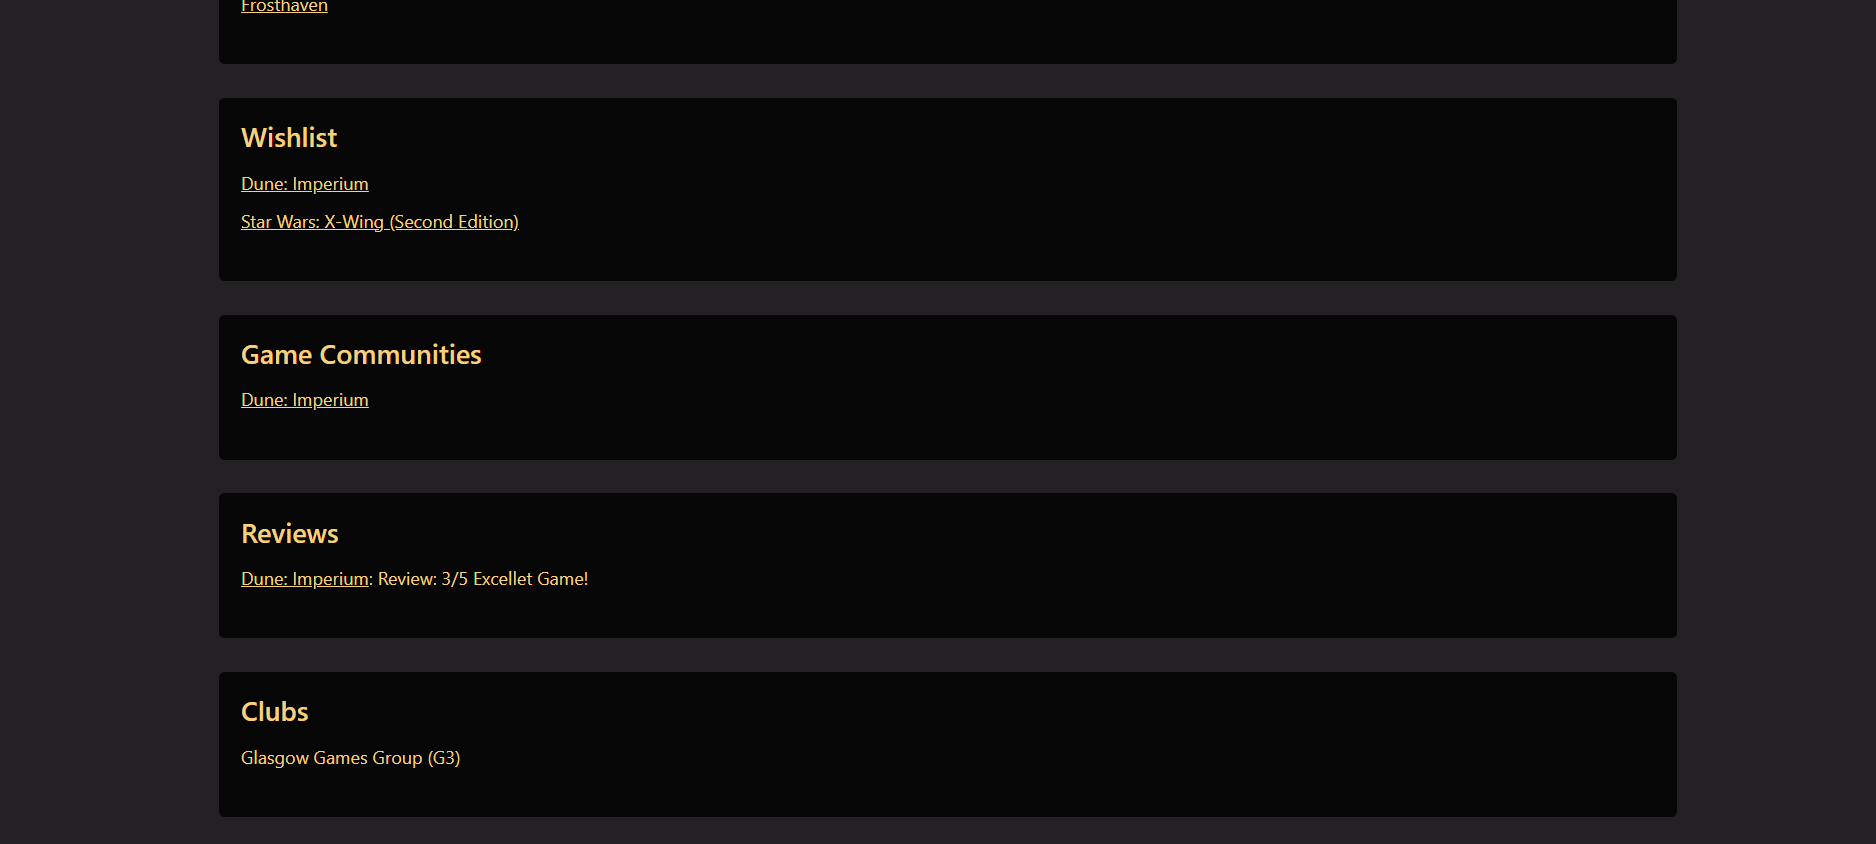 Frosthaven
Wishlist
Dune: Imperium
Star Wars: X-Wing (Second Edition)
Game Communities
Dune: Imperium
Reviews
Dune: Imperium: Review: 3/5 Excellet Game!
Clubs
Glasgow Games Group (G3)